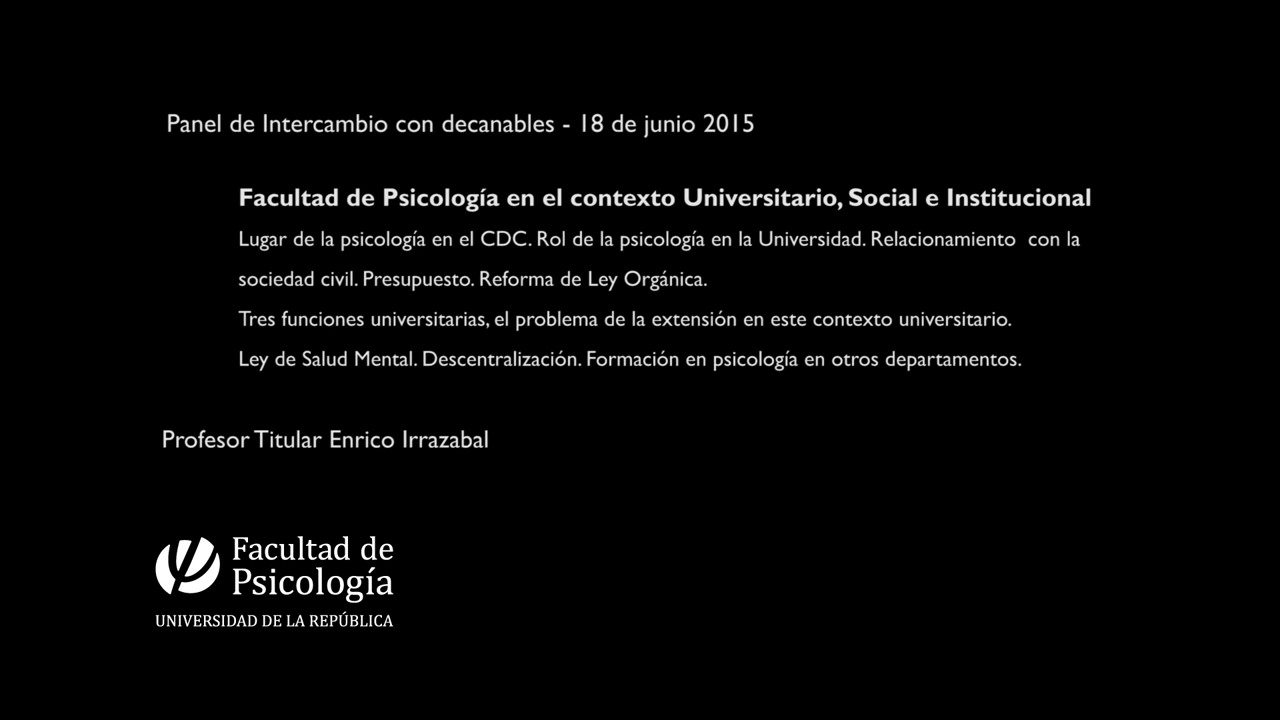 Panel de Intercambio con decanables - 18 de junio 2015
Facultad de Psicología en el contexto Universitario, Social e Institucional
Lugar de la psicología en el CDC. Rol de la psicología en la Universidad. Relacionamiento con la
sociedad civil. Presupuesto. Reforma de Ley Orgánica.
Tres funciones universitarias, el problema de la extensión en este contexto universitario.
Ley de Salud Mental. Descentralización. Formación en psicología en otros departamentos.
Profesor Titular Enrico Irrazabal
Facultad de
Psicología
UNIVERSIDAD DE LA REPÚBLICA